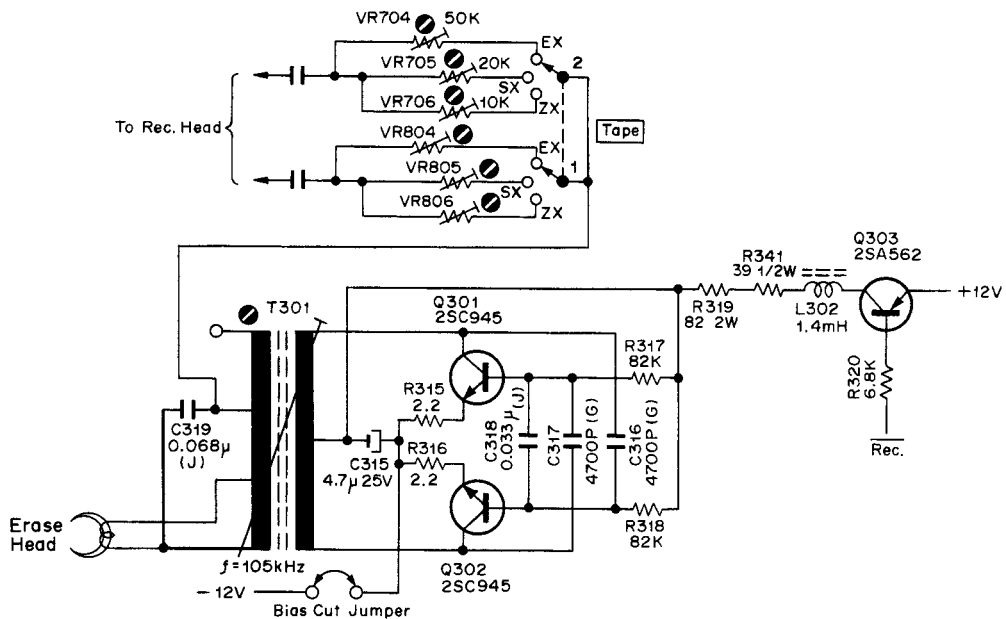 VR704 50K
EX
2
VR705 20K
SX
VR706 10K
ZX
To Rec. Head
Tape
VR804
EX
1
VR805
SX
VR806
ZX
Q303
2SA562
R341
39 1/2W
+12V
R319
82 2W
L302
1.4mH
R320
6.8K
Rec.
T301
Q301
2SC945
R317
82K
R315
2.2
C319
0.068μ
(J)
C315
4.7μ 25V
R316
2.2
C318
0.033μ (J)
C317
4700P (G)
C316
4700P (G)
R318
82K
Erase
Head
f=105kHz
Q302
2SC945
−12V
Bias Cut Jumper